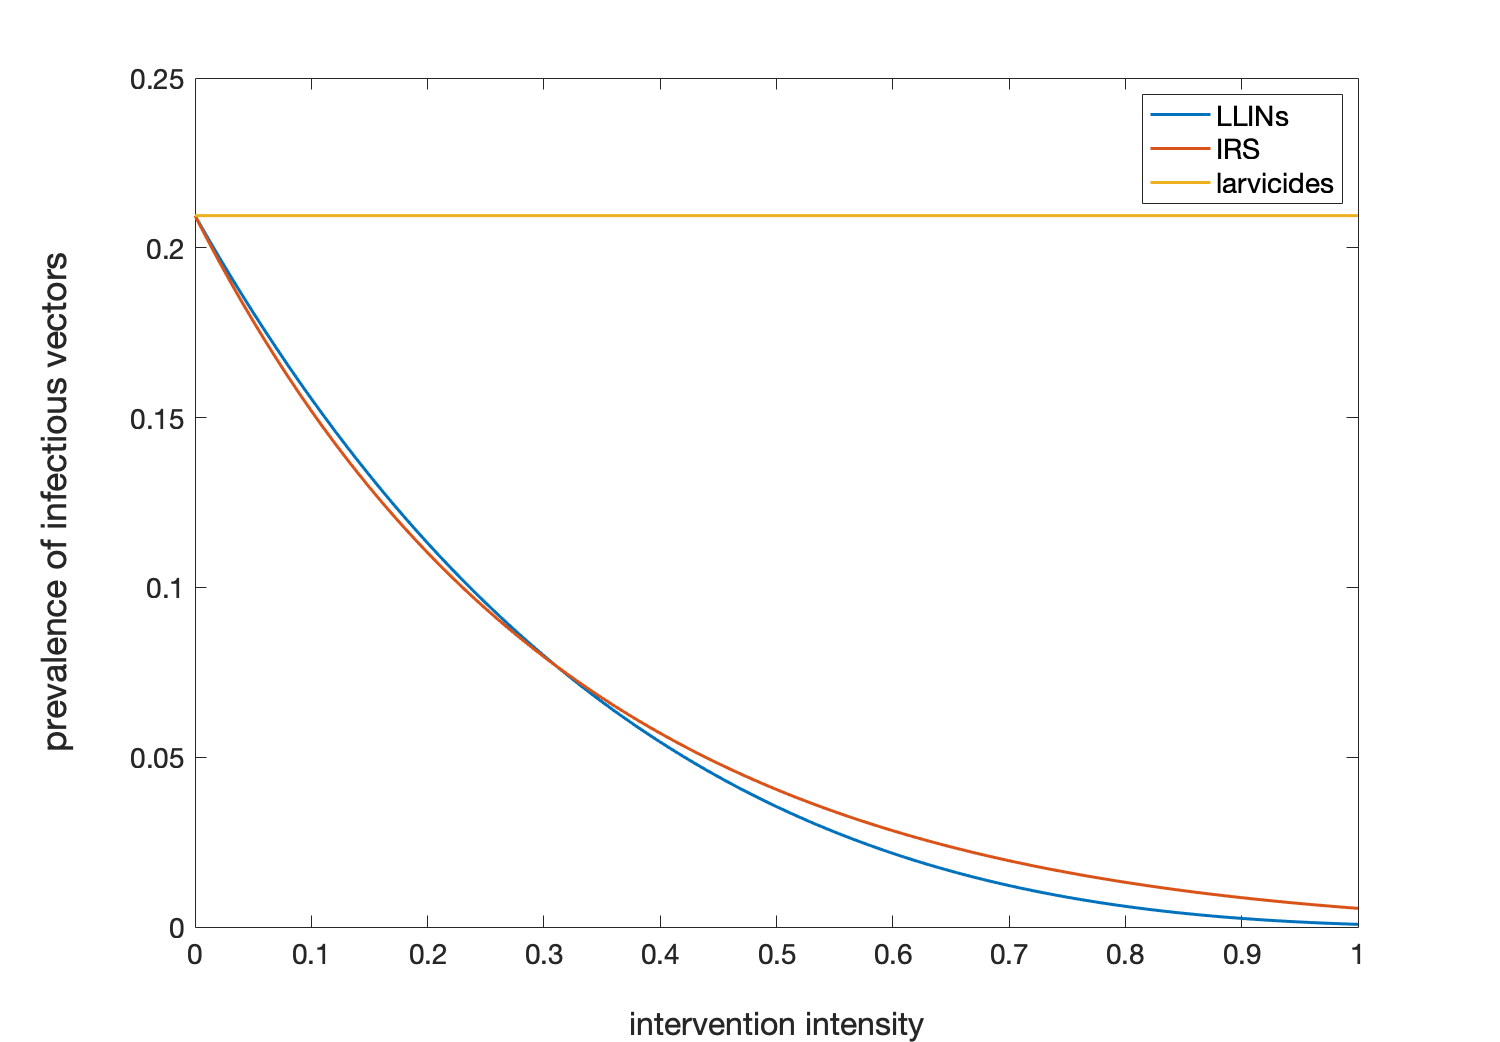 0.25
0.2
0.15
0.1
0.05
0
prevalence of infectious vectors
LLINs
IRS
larvicides
0 0.1 0.2 0.3 0.4 0.5 0.6 0.7 0.8 0.9 1
intervention intensity